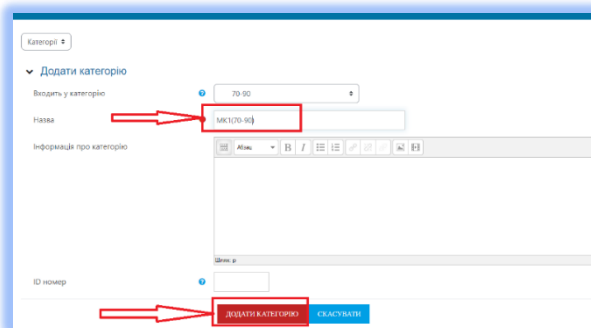 Категорії
Додати категорію
Входить у категорію 70-90
Назва МК1(70-90)
Інформація про категорію
Абзац B I
Шлях: p
ID номер
ДОДАТИ КАТЕГОРІЮ СКАСУВАТИ